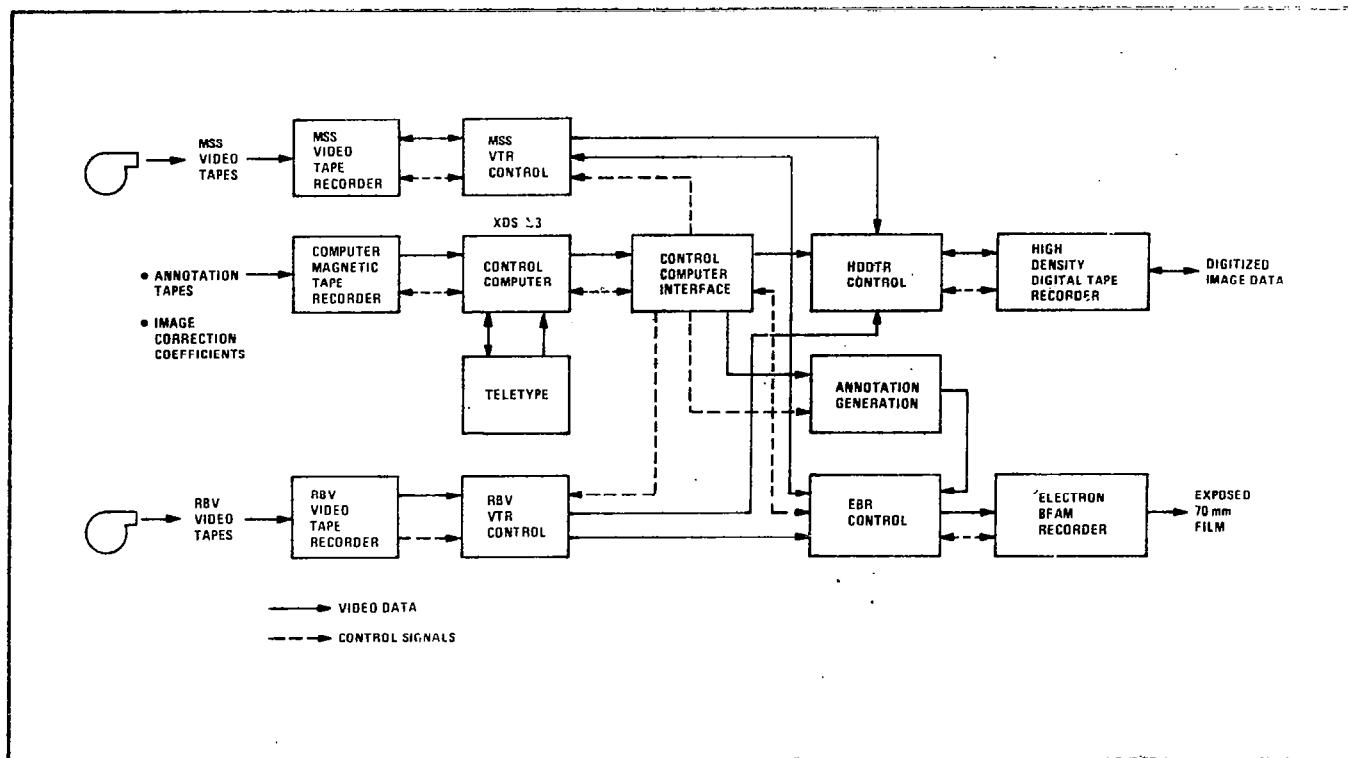 MSS
VIDEO
TAPES
MSS
VIDEO
TAPE
RECORDER
MSS
VTR
CONTROL
XDS
• ANNOTATION
TAPES
• IMAGE
CORRECTION
COEFFICIENTS
COMPUTER
MAGNETIC
TAPE
RECORDER
CONTROL
COMPUTER
CONTROL
COMPUTER
INTERFACE
HDDTR
CONTROL
HIGH
DENSITY
DIGITAL TAPE
RECORDER
DIGITIZED
IMAGE DATA
TELETYPE
ANNOTATION
GENERATION
RBV
VIDEO
TAPES
RBV
VIDEO
TAPE
RECORDER
RBV
VTR
CONTROL
EBR
CONTROL
ELECTRON
BEAM
RECORDER
EXPOSED
70 mm
FILM
VIDEO DATA
CONTROL SIGNALS